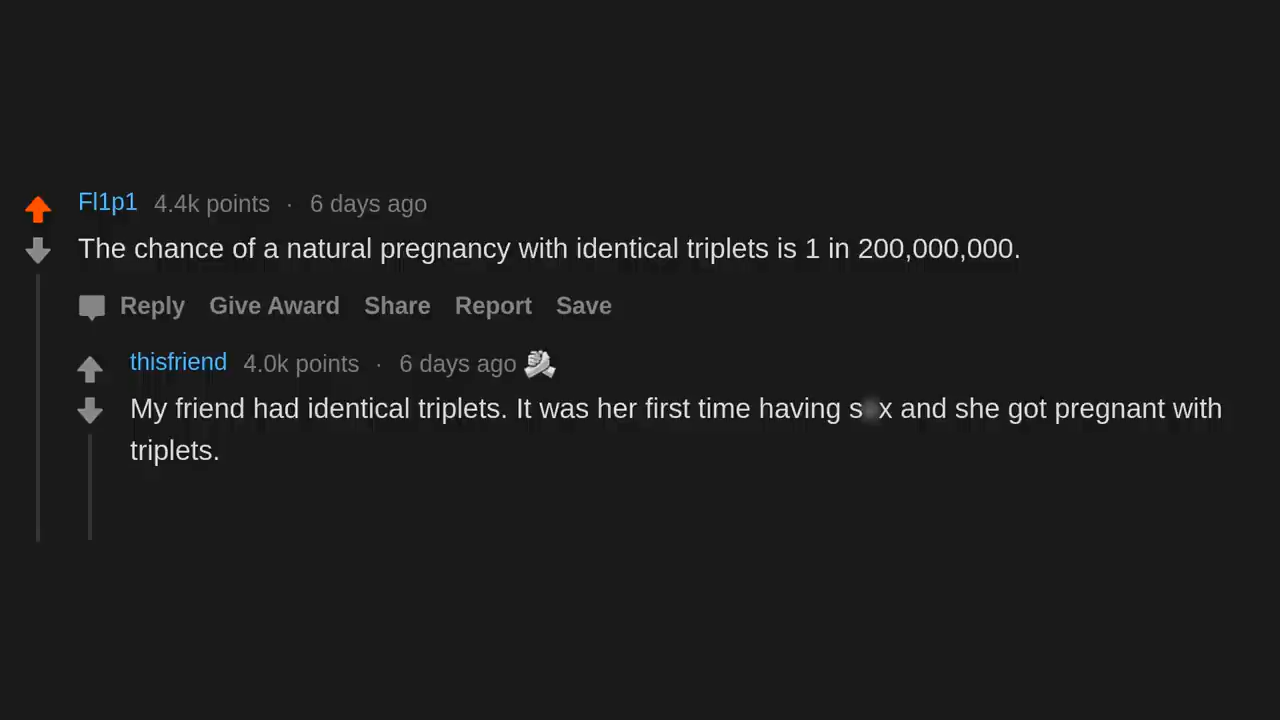 Fl1p1 4.4k points · 6 days ago
The chance of a natural pregnancy with identical triplets is 1 in 200,000,000.
Reply Give Award Share Report Save
thisfriend 4.0k points · 6 days ago
My friend had identical triplets. It was her first time having s x and she got pregnant with
triplets.